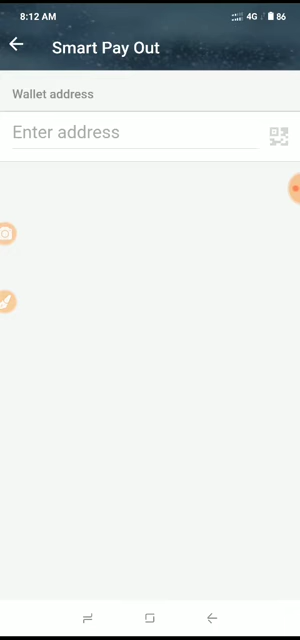 8:12 AM
4G
86
Smart Pay Out
Wallet address
Enter address